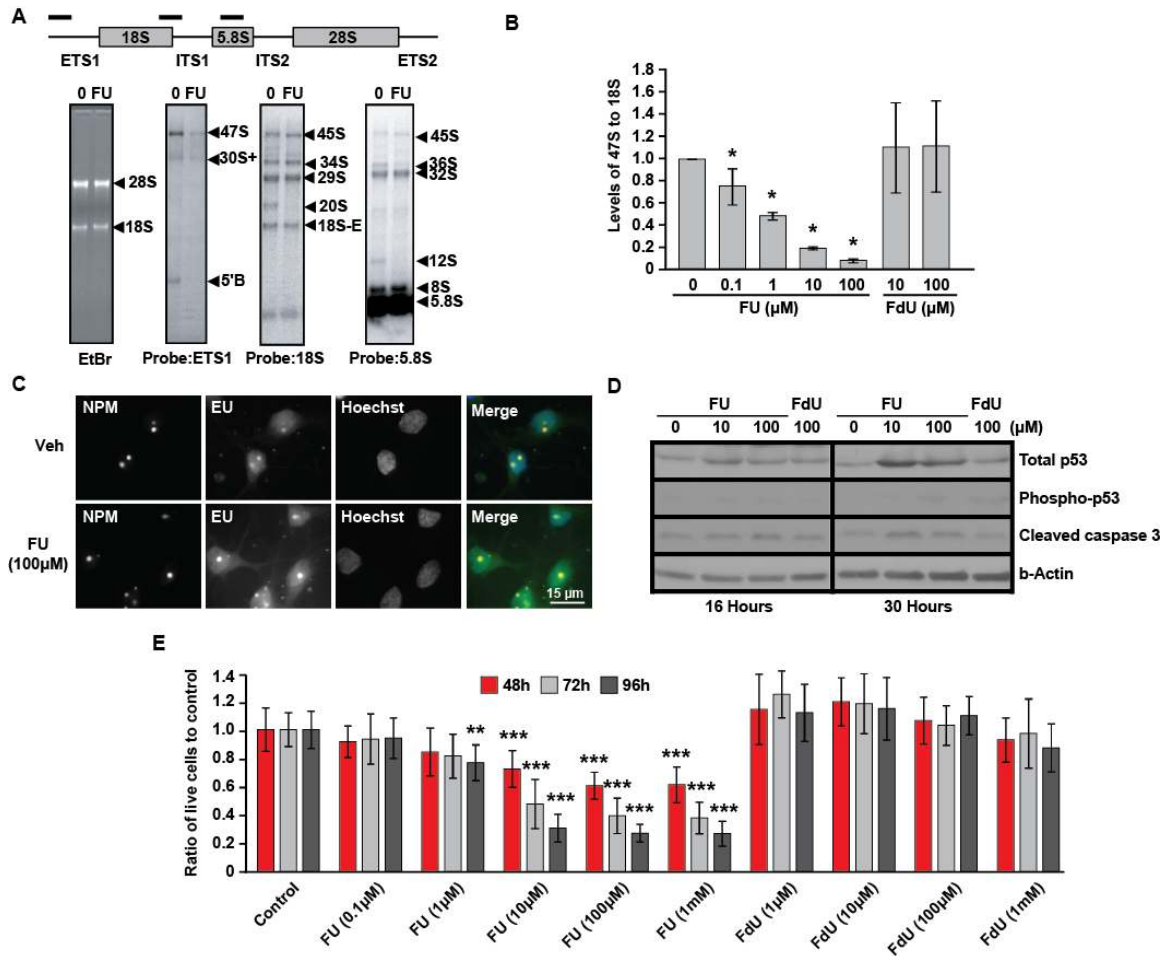 A
18S 5.8S 28S
ETS1 ITS1 ITS2 ETS2
0 FU 0 FU 0 FU 0 FU
28S
18S
EtBr
47S
30S+
5'B
Probe:ETS1
45S
34S
29S
20S
18S-E
Probe:18S
45S
36S
32S
12S
8S
5.8S
Probe:5.8S
B
Levels of 47S to 18S
1.8
1.6
1.4
1.2
1.0
0.8
0.6
0.4
0.2
0
* * * *
0 0.1 1 10 100 10 100
FU (µM) FdU (µM)
C
NPM EU Hoechst Merge
Veh
NPM EU Hoechst Merge
FU
(100µM)
15 µm
D
FU FdU FU FdU
0 10 100 100 0 10 100 100 (µM)
Total p53
Phospho-p53
Cleaved caspase 3
b-Actin
16 Hours 30 Hours
E
Ratio of live cells to control
1.4
1.2
1.0
0.8
0.6
0.4
0.2
0
48h 72h 96h
** *** *** *** *** *** *** *** *** ***
Control
FU (0.1µM)
FU (1µM)
FU (10µM)
FU (100µM)
FU (1mM)
FdU (1µM)
FdU (10µM)
FdU (100µM)
FdU (1mM)